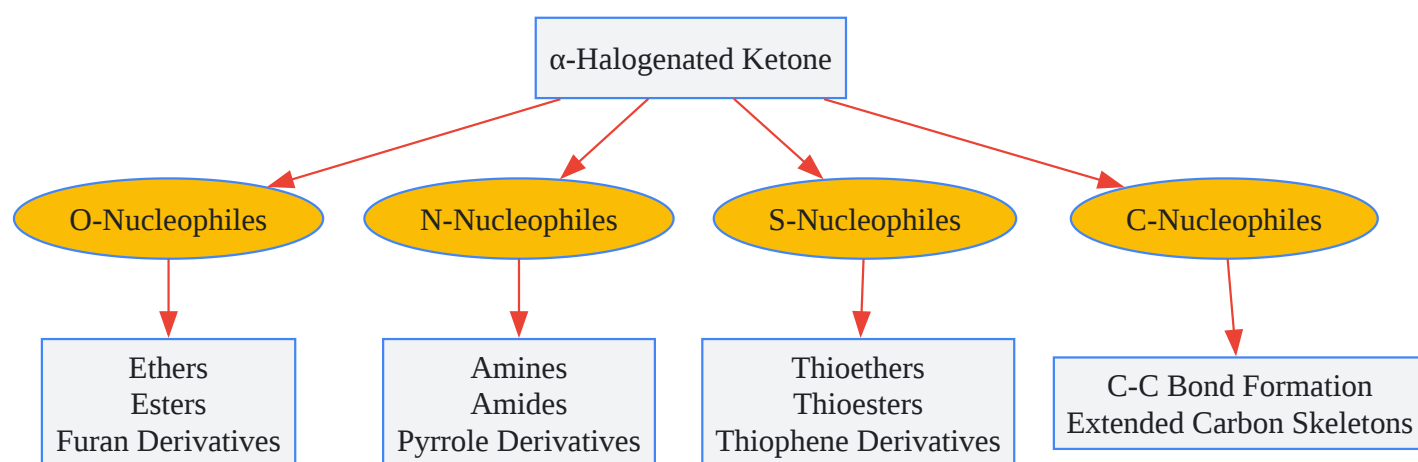 α-Halogenated Ketone
O-Nucleophiles
N-Nucleophiles
S-Nucleophiles
C-Nucleophiles
Ethers
Esters
Furan Derivatives
Amines
Amides
Pyrrole Derivatives
Thioethers
Thioesters
Thiophene Derivatives
C-C Bond Formation
Extended Carbon Skeletons